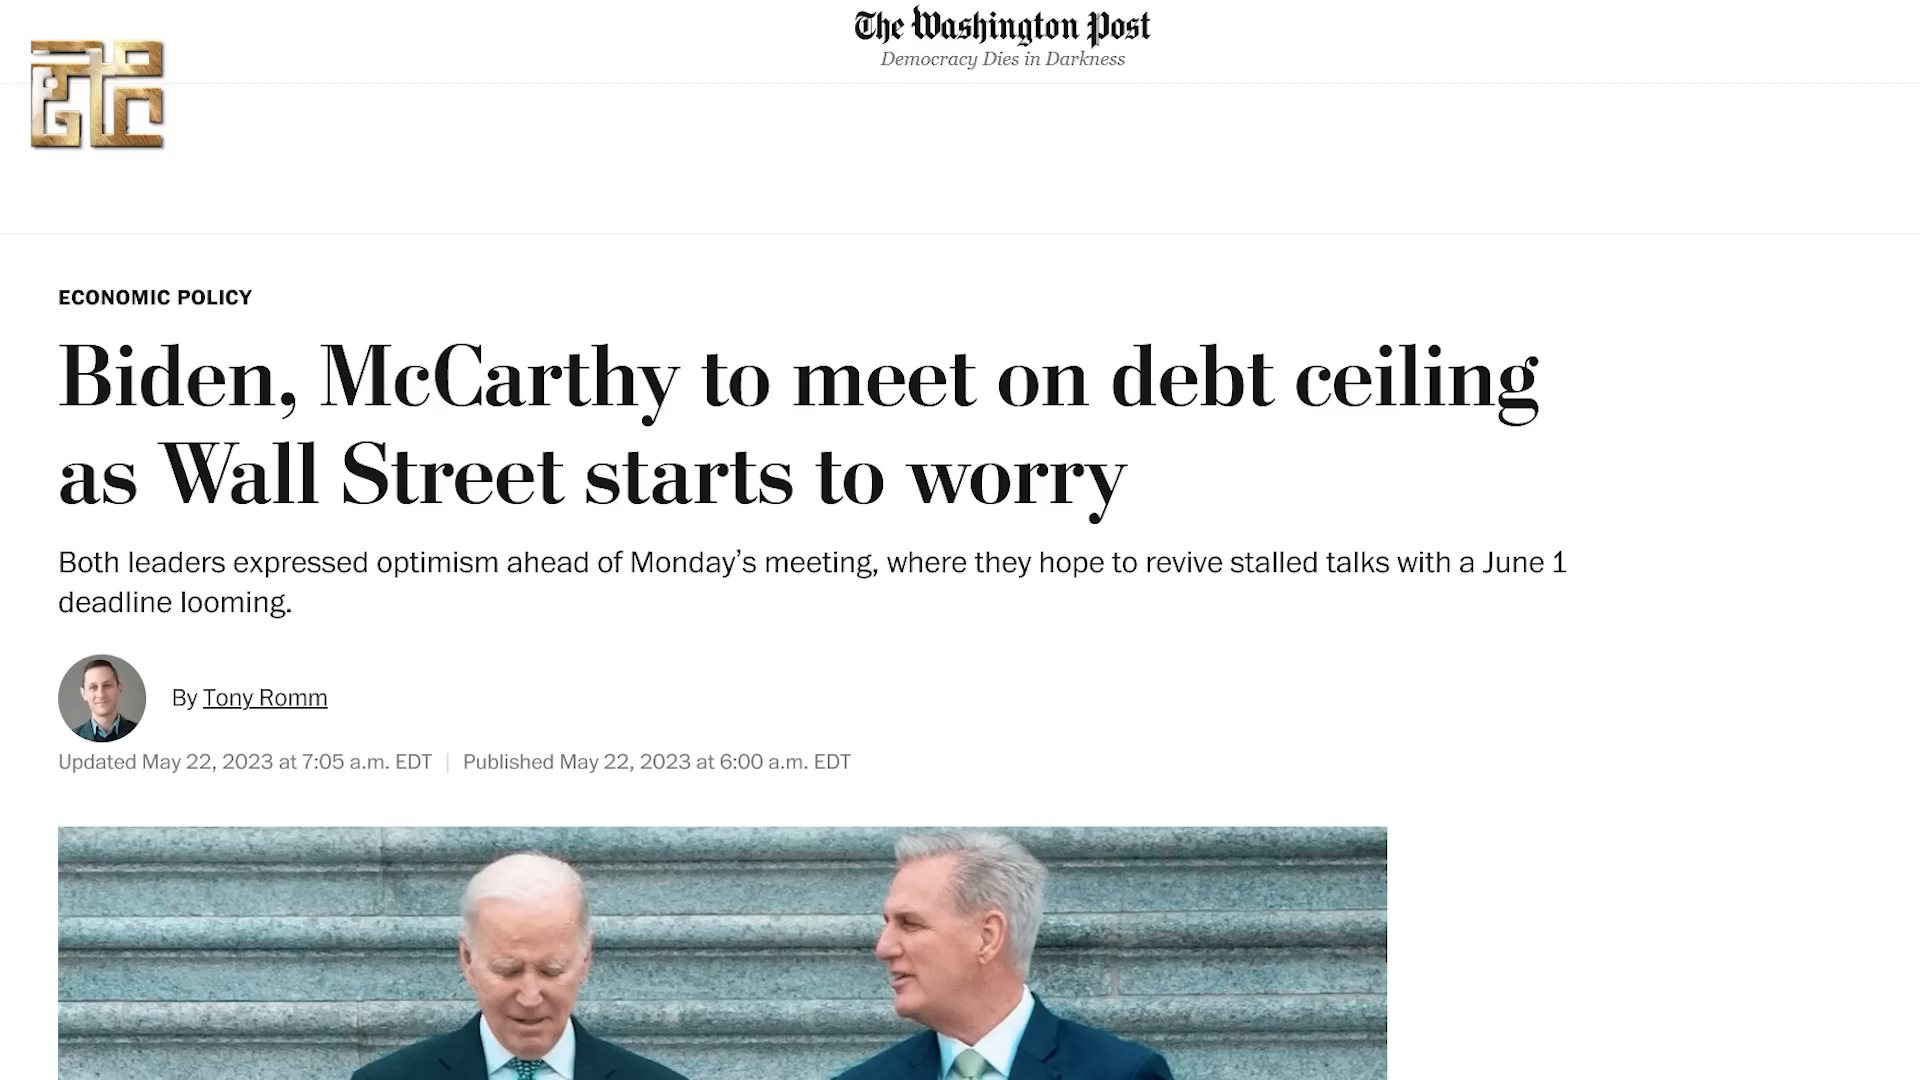 The Washington Post
Democracy Dies in Darkness
ECONOMIC POLICY
Biden, McCarthy to meet on debt ceiling
as Wall Street starts to worry
Both leaders expressed optimism ahead of Monday’s meeting, where they hope to revive stalled talks with a June 1
deadline looming.
By Tony Romm
Updated May 22, 2023 at 7:05 a.m. EDT | Published May 22, 2023 at 6:00 a.m. EDT